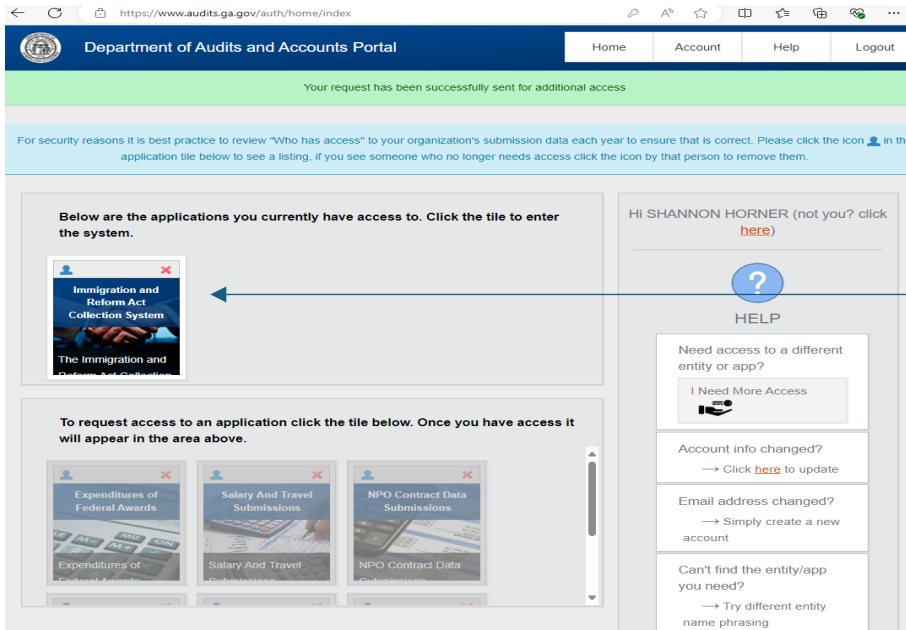 https://www.audits.ga.gov/auth/home/index
Department of Audits and Accounts Portal
Home
Account
Help
Logout
Your request has been successfully sent for additional access
For security reasons it is best practice to review "Who has access" to your organization's submission data each year to ensure that is correct. Please click the icon in th
application tile below to see a listing, if you see someone who no longer needs access click the icon by that person to remove them.
Below are the applications you currently have access to. Click the tile to enter
the system.
Immigration and
Reform Act
Collection System
The Immigration and
Reform Act Collection
To request access to an application click the tile below. Once you have access it
will appear in the area above.
Expenditures of
Federal Awards
Expenditures of
Federal Awards
Salary And Travel
Submissions
Salary And Travel
Submissions
NPO Contract Data
Submissions
NPO Contract Data
Submissions
Hi SHANNON HORNER (not you? click
here)
?
HELP
Need access to a different
entity or app?
I Need More Access
Account info changed?
→ Click here to update
Email address changed?
→ Simply create a new
account
Can't find the entity/app
you need?
→ Try different entity
name phrasing